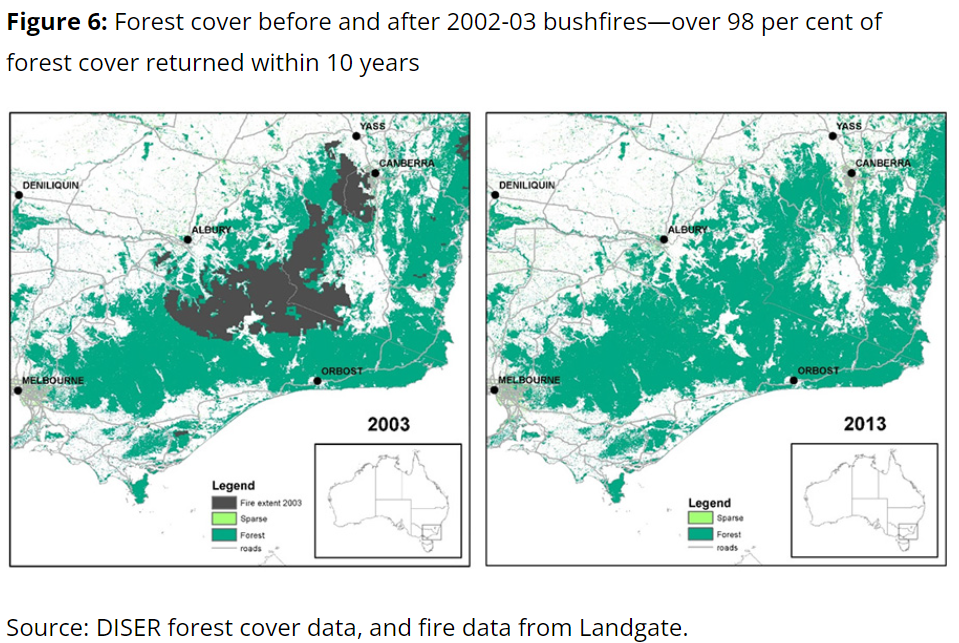 Figure 6: Forest cover before and after 2002-03 bushfires—over 98 per cent of
forest cover returned within 10 years
YASS
CANBERRA
DENILIQUIN
ALBURY
ORBOST
MELBOURNE
2003
Legend
Fire extent 2003
Sparse
Forest
roads
YASS
CANBERRA
DENILIQUIN
ALBURY
ORBOST
MELBOURNE
2013
Legend
Sparse
Forest
roads
Source: DISER forest cover data, and fire data from Landgate.